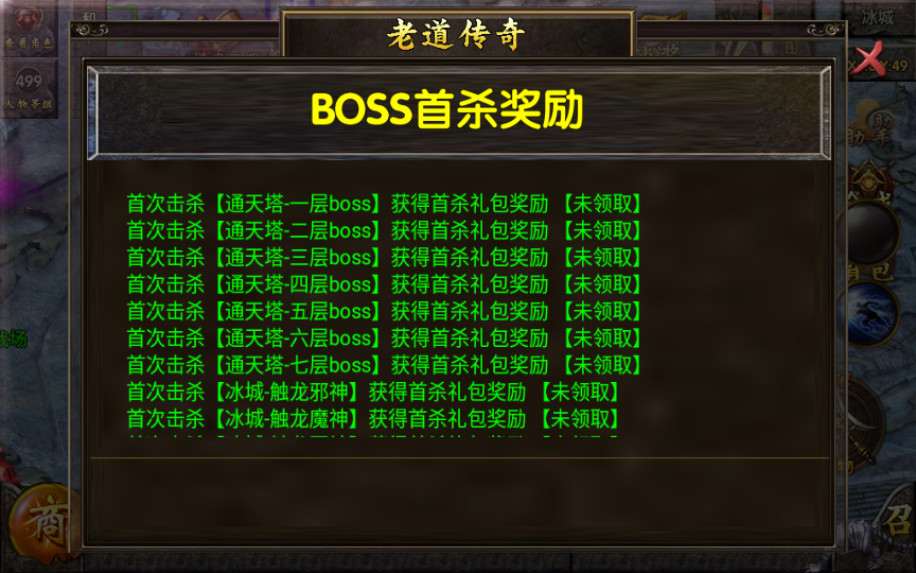 老道传奇
冰城
499
BOSS首杀奖励
首次击杀【通天塔-一层boss】获得首杀礼包奖励 【未领取】
首次击杀【通天塔-二层boss】获得首杀礼包奖励 【未领取】
首次击杀【通天塔-三层boss】获得首杀礼包奖励 【未领取】
首次击杀【通天塔-四层boss】获得首杀礼包奖励 【未领取】
首次击杀【通天塔-五层boss】获得首杀礼包奖励 【未领取】
首次击杀【通天塔-六层boss】获得首杀礼包奖励 【未领取】
首次击杀【通天塔-七层boss】获得首杀礼包奖励 【未领取】
首次击杀【冰城-触龙邪神】获得首杀礼包奖励 【未领取】
首次击杀【冰城-触龙魔神】获得首杀礼包奖励 【未领取】
商
召